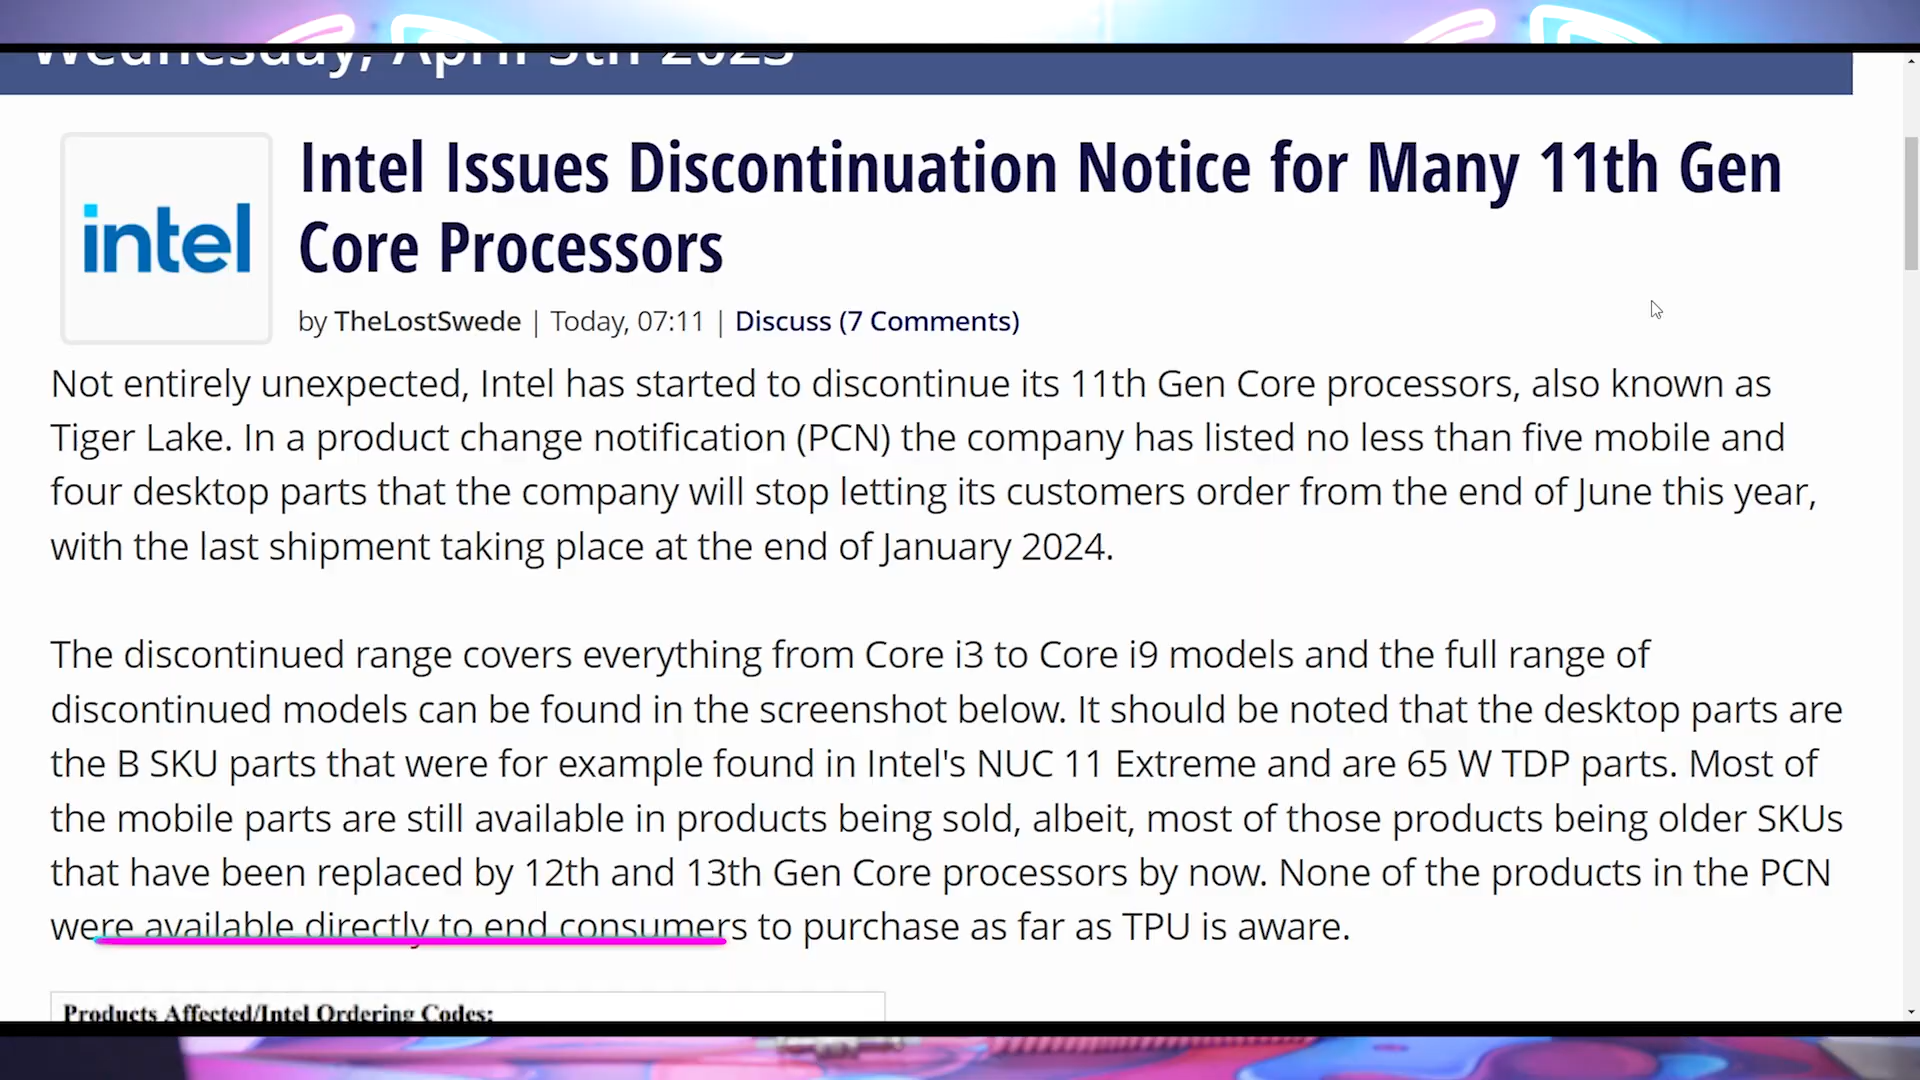 Wednesday, April 5th 2023
intel
Intel Issues Discontinuation Notice for Many 11th Gen
Core Processors
by TheLostSwede | Today, 07:11 | Discuss (7 Comments)
Not entirely unexpected, Intel has started to discontinue its 11th Gen Core processors, also known as
Tiger Lake. In a product change notification (PCN) the company has listed no less than five mobile and
four desktop parts that the company will stop letting its customers order from the end of June this year,
with the last shipment taking place at the end of January 2024.
The discontinued range covers everything from Core i3 to Core i9 models and the full range of
discontinued models can be found in the screenshot below. It should be noted that the desktop parts are
the B SKU parts that were for example found in Intel's NUC 11 Extreme and are 65 W TDP parts. Most of
the mobile parts are still available in products being sold, albeit, most of those products being older SKUs
that have been replaced by 12th and 13th Gen Core processors by now. None of the products in the PCN
were available directly to end consumers to purchase as far as TPU is aware.
Products Affected/Intel Ordering Codes: